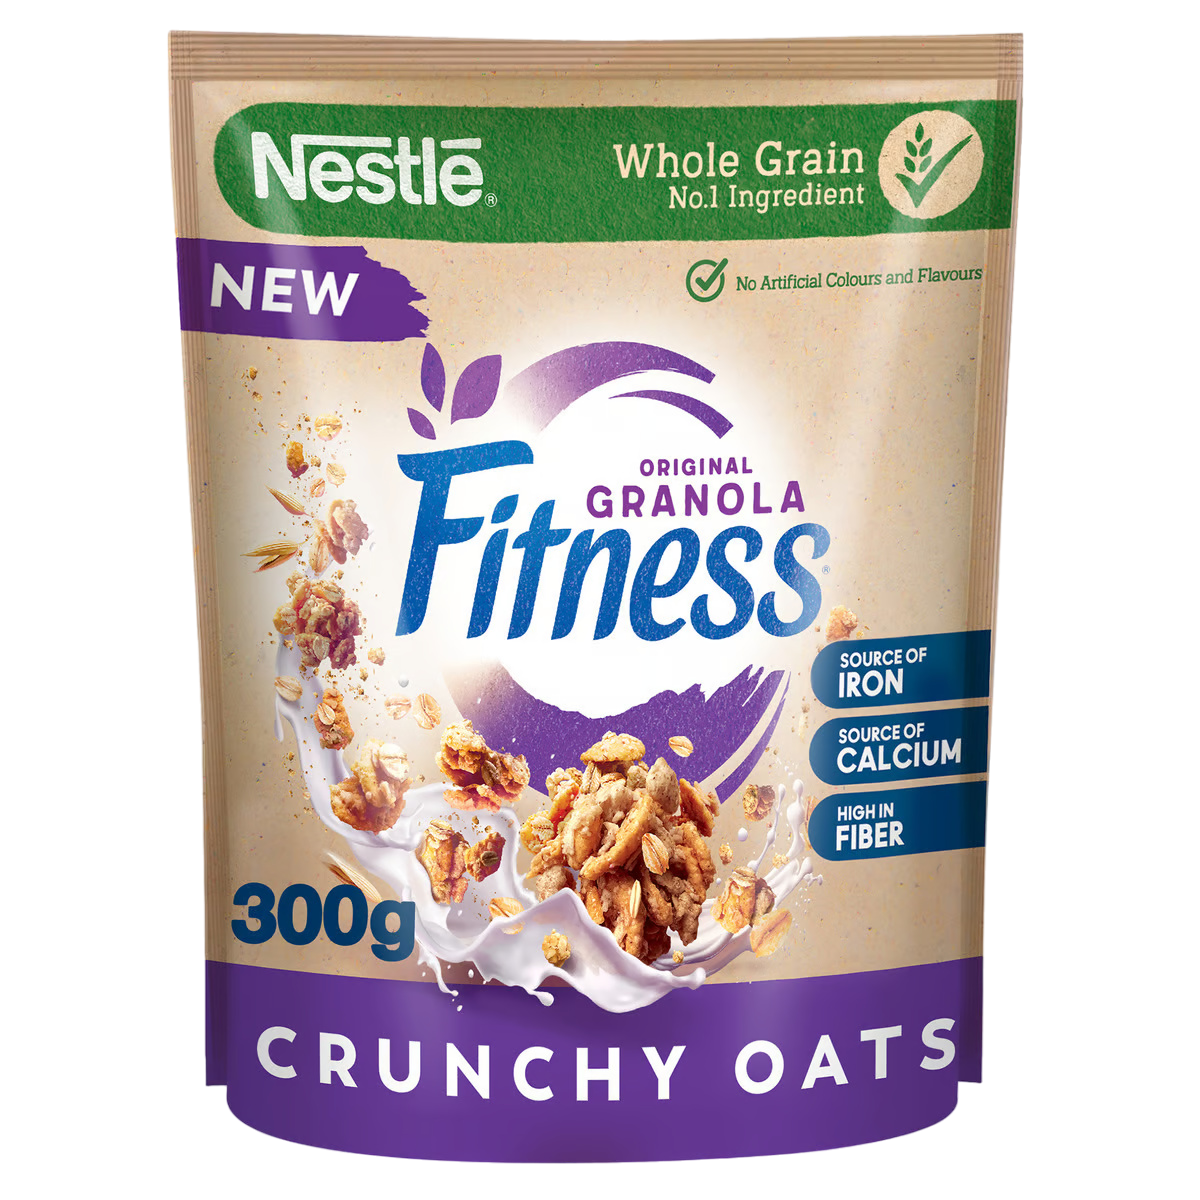 Nestlé®
Whole Grain
No.1 Ingredient
NEW
No Artificial Colours and Flavours
ORIGINAL
GRANOLA
Fitness®
SOURCE OF
IRON
SOURCE OF
CALCIUM
HIGH IN
FIBER
300g
CRUNCHY OATS